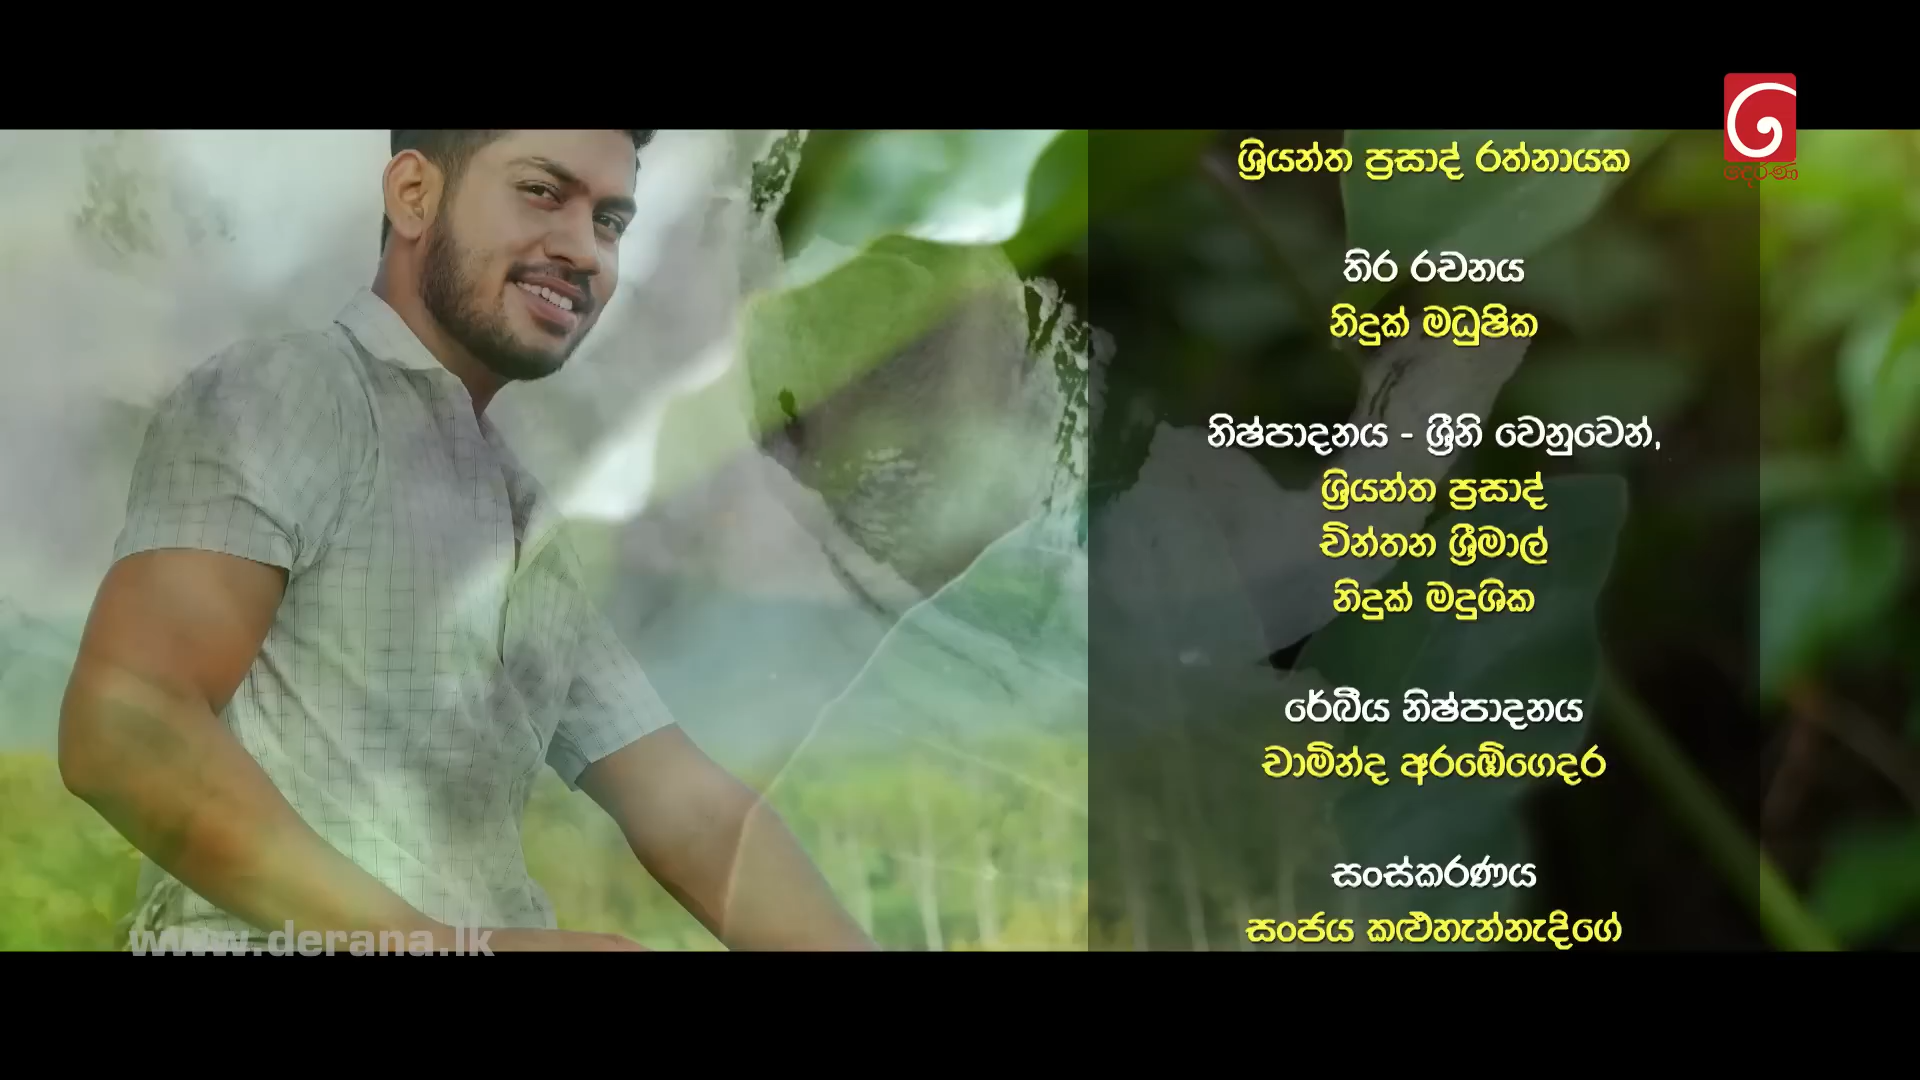 ශ්‍රියන්ත ප්‍රසාද් රත්නායක
තිර රචනය
නිදුක් මධුෂික
නිෂ්පාදනය - ශ්‍රීනි වෙනුවෙන්,
ශ්‍රියන්ත ප්‍රසාද්
චින්තන ශ්‍රීමාල්
නිදුක් මදුශික
රේඛීය නිෂ්පාදනය
චාමින්ද අරඹේගෙදර
සංස්කරණය
සංජය කළුහැන්නැදිගේ
දෙරණ
www.derana.lk